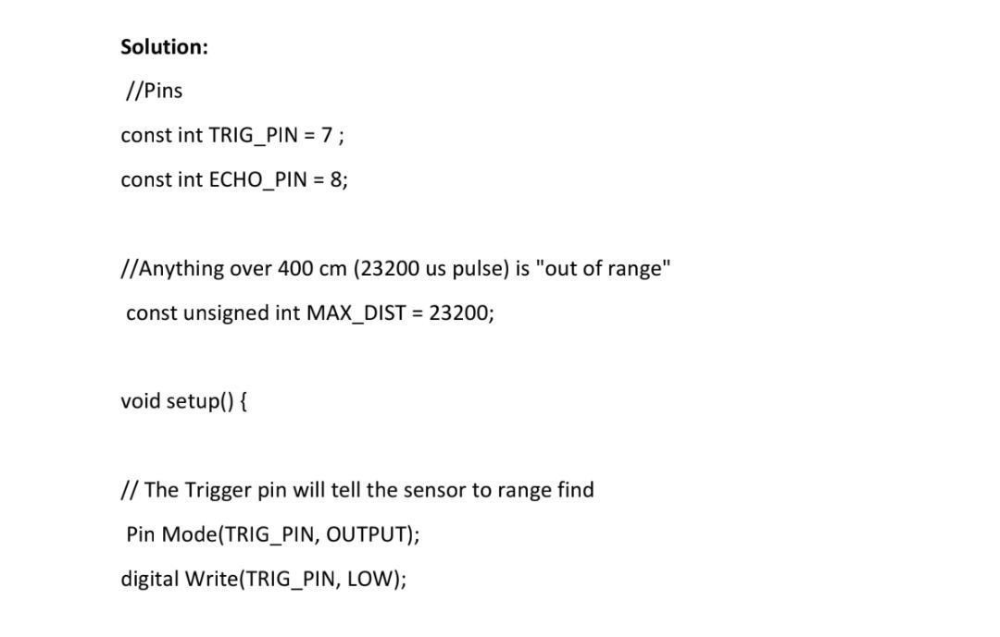 Solution:
//Pins
const int TRIG_PIN = 7 ;
const int ECHO_PIN = 8;
//Anything over 400 cm (23200 us pulse) is "out of range"
const unsigned int MAX_DIST = 23200;
void setup() {
// The Trigger pin will tell the sensor to range find
Pin Mode(TRIG_PIN, OUTPUT);
digital Write(TRIG_PIN, LOW);